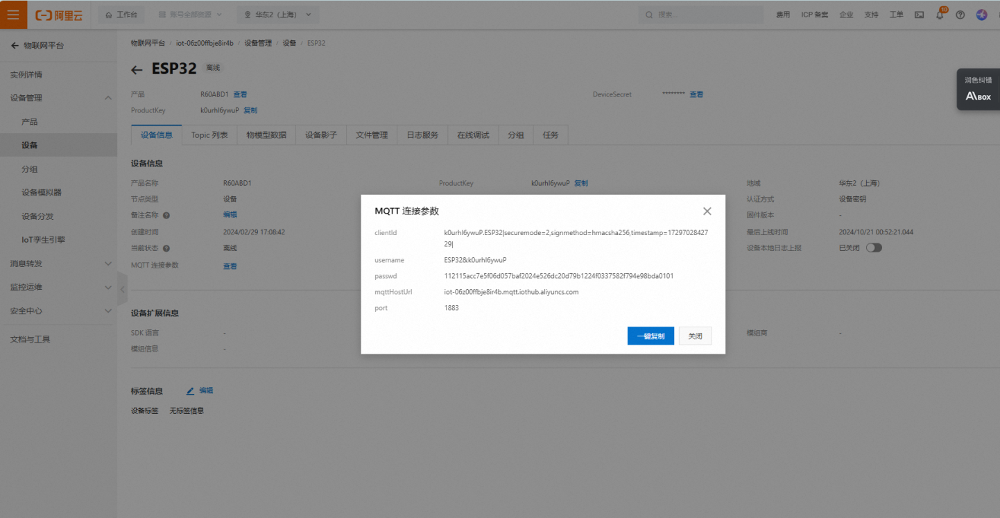 阿里云 工作台 账号全部资源 华东2（上海） 搜索... 费用 ICP 备案 企业 支持 工单 10
物联网平台
物联网平台 / iot-06z00ffbje8ir4b / 设备管理 / 设备 / ESP32
实例详情
设备管理
产品
设备
分组
设备模拟器
设备分发
IoT孪生引擎
消息转发
监控运维
安全中心
文档与工具
ESP32 离线
产品 R60ABD1 查看 DeviceSecret ******** 查看
ProductKey k0urhl6ywuP 复制
设备信息 Topic 列表 物模型数据 设备影子 文件管理 日志服务 在线调试 分组 任务
设备信息
产品名称 R60ABD1 ProductKey k0urhl6ywuP 复制 地域 华东2（上海）
节点类型 设备 认证方式 设备密钥
备注名称 编辑 固件版本 -
创建时间 2024/02/29 17:08:42 最后上线时间 2024/10/21 00:52:21.044
当前状态 离线 设备本地日志上报 已关闭
MQTT 连接参数 查看
MQTT 连接参数
clientId k0urhl6ywuP.ESP32|securemode=2,signmethod=hmacsha256,timestamp=17297028427
29|
username ESP32&k0urhl6ywuP
passwd 112115acc7e5f06d057baf2024e526dc20d79b1224f0337582f794e98bda0101
mqttHostUrl iot-06z00ffbje8ir4b.mqtt.iothub.aliyuncs.com
port 1883
一键复制 关闭
设备扩展信息
SDK 语言 - 模组商 -
模组信息 -
标签信息 编辑
设备标签 无标签信息
润色纠错
AIBOX